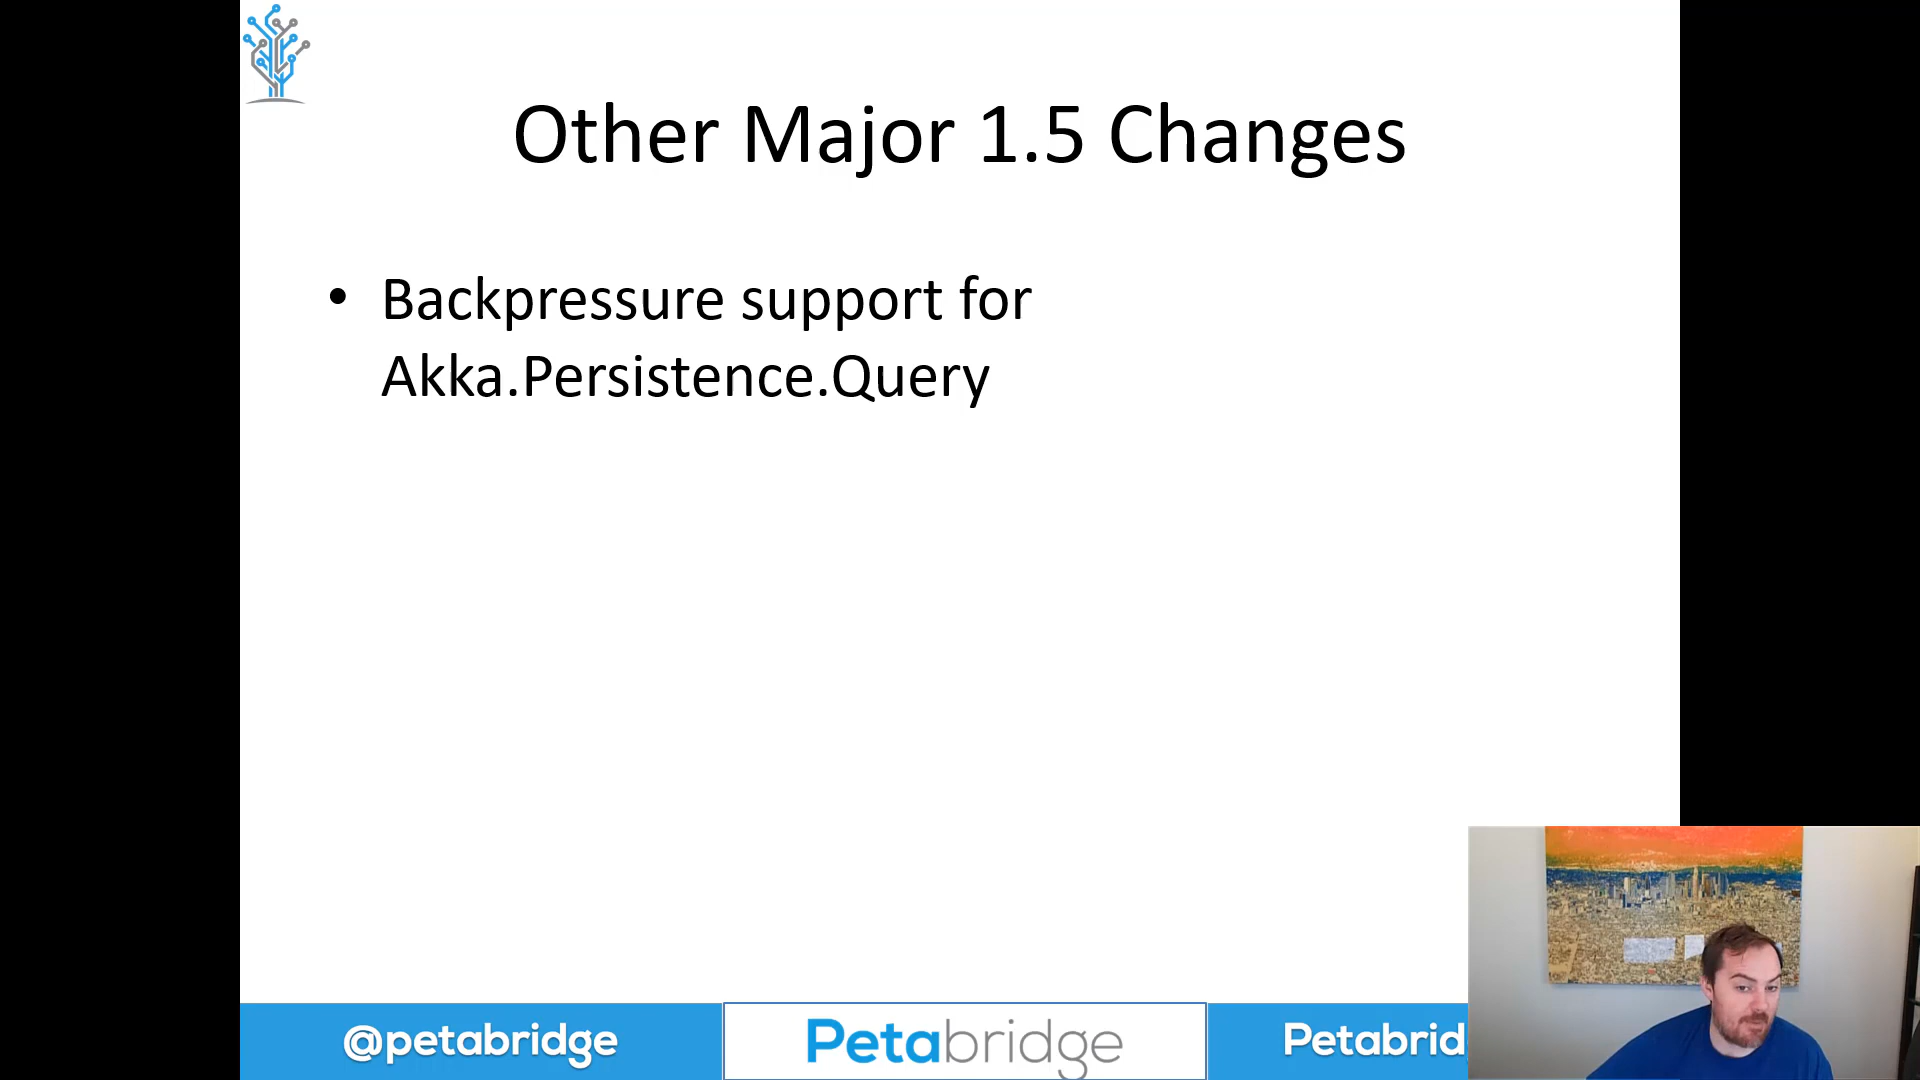 Other Major 1.5 Changes
• Backpressure support for
Akka.Persistence.Query
@petabridge
Petabridge
Petabrid